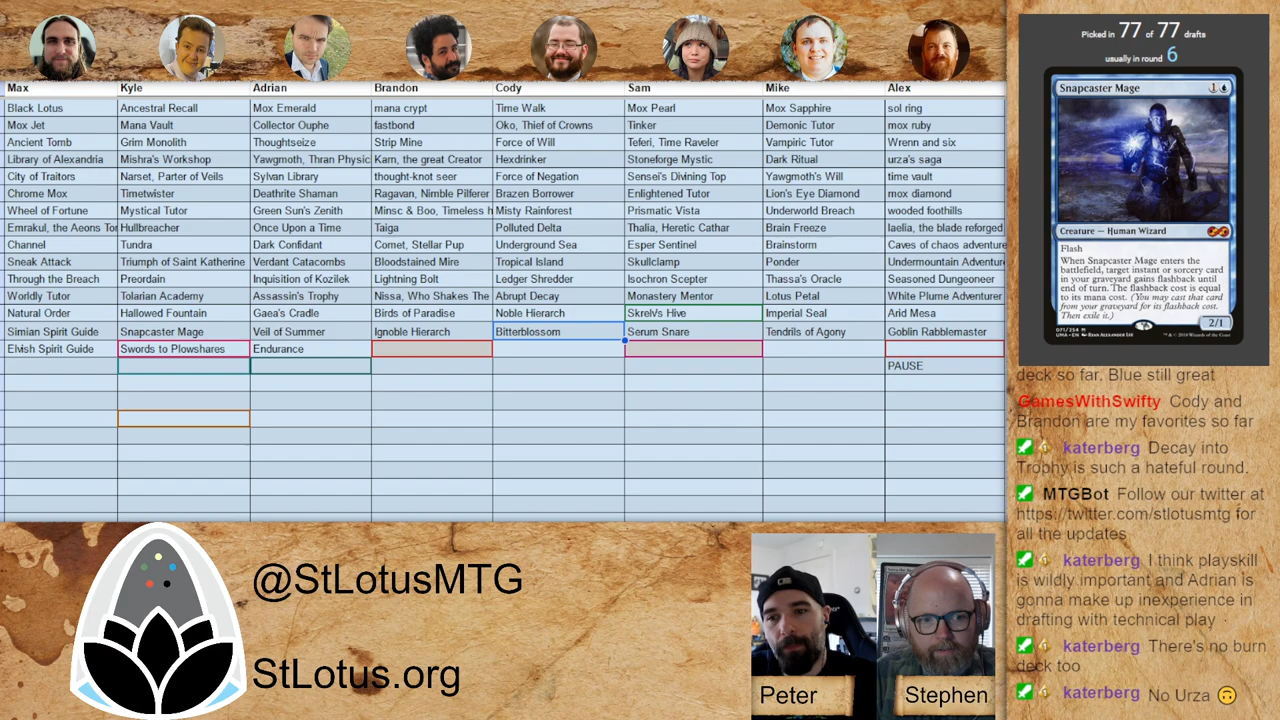 Max Kyle Adrian Brandon Cody Sam Mike Alex
Black Lotus Ancestral Recall Mox Emerald mana crypt Time Walk Mox Pearl Mox Sapphire sol ring
Mox Jet Mana Vault Collector Ouphe fastbond Oko, Thief of Crowns Tinker Demonic Tutor mox ruby
Ancient Tomb Grim Monolith Thoughtseize Strip Mine Force of Will Teferi, Time Raveler Vampiric Tutor Wrenn and six
Library of Alexandria Mishra's Workshop Yawgmoth, Thran Physic Karn, the great Creator Hexdrinker Stoneforge Mystic Dark Ritual urza's saga
City of Traitors Narset, Parter of Veils Sylvan Library thought-knot seer Force of Negation Sensei's Divining Top Yawgmoth's Will time vault
Chrome Mox Timetwister Deathrite Shaman Ragavan, Nimble Pilferer Brazen Borrower Enlightened Tutor Lion's Eye Diamond mox diamond
Wheel of Fortune Mystical Tutor Green Sun's Zenith Minsc & Boo, Timeless h Misty Rainforest Prismatic Vista Underworld Breach wooded foothills
Emrakul, the Aeons Tor Hullbreacher Once Upon a Time Taiga Polluted Delta Thalia, Heretic Cathar Brain Freeze laelia, the blade reforged
Channel Tundra Dark Confidant Comet, Stellar Pup Underground Sea Esper Sentinel Brainstorm Caves of chaos adventure
Sneak Attack Triumph of Saint Katherine Verdant Catacombs Bloodstained Mire Tropical Island Skullclamp Ponder Undermountain Adventure
Through the Breach Preordain Inquisition of Kozilek Lightning Bolt Ledger Shredder Isochron Scepter Thassa's Oracle Seasoned Dungeoneer
Worldly Tutor Tolarian Academy Assassin's Trophy Nissa, Who Shakes The Abrupt Decay Monastery Mentor Lotus Petal White Plume Adventurer
Natural Order Hallowed Fountain Gaea's Cradle Birds of Paradise Noble Hierarch Skrelv's Hive Imperial Seal Arid Mesa
Simian Spirit Guide Snapcaster Mage Veil of Summer Ignoble Hierarch Bitterblossom Serum Snare Tendrils of Agony Goblin Rabblemaster
Elvish Spirit Guide Swords to Plowshares Endurance
PAUSE
Picked in 77 of 77 drafts
usually in round 6
Snapcaster Mage 1
Creature — Human Wizard
Flash
When Snapcaster Mage enters the
battlefield, target instant or sorcery card
in your graveyard gains flashback until
end of turn. The flashback cost is equal
to its mana cost. (You may cast that card
from your graveyard for its flashback cost.
Then exile it.)
2/1
deck so far. Blue still great
GamesWithSwifty Cody and
Brandon are my favorites so far
katerberg Decay into
Trophy is such a hateful round.
MTGBot Follow our twitter at
https://twitter.com/stlotusmtg for
all the updates
katerberg I think playskill
is wildly important and Adrian is
gonna make up inexperience in
drafting with technical play
katerberg There's no burn
deck too
katerberg No Urza 🙃
@StLotusMTG
StLotus.org
Peter Stephen